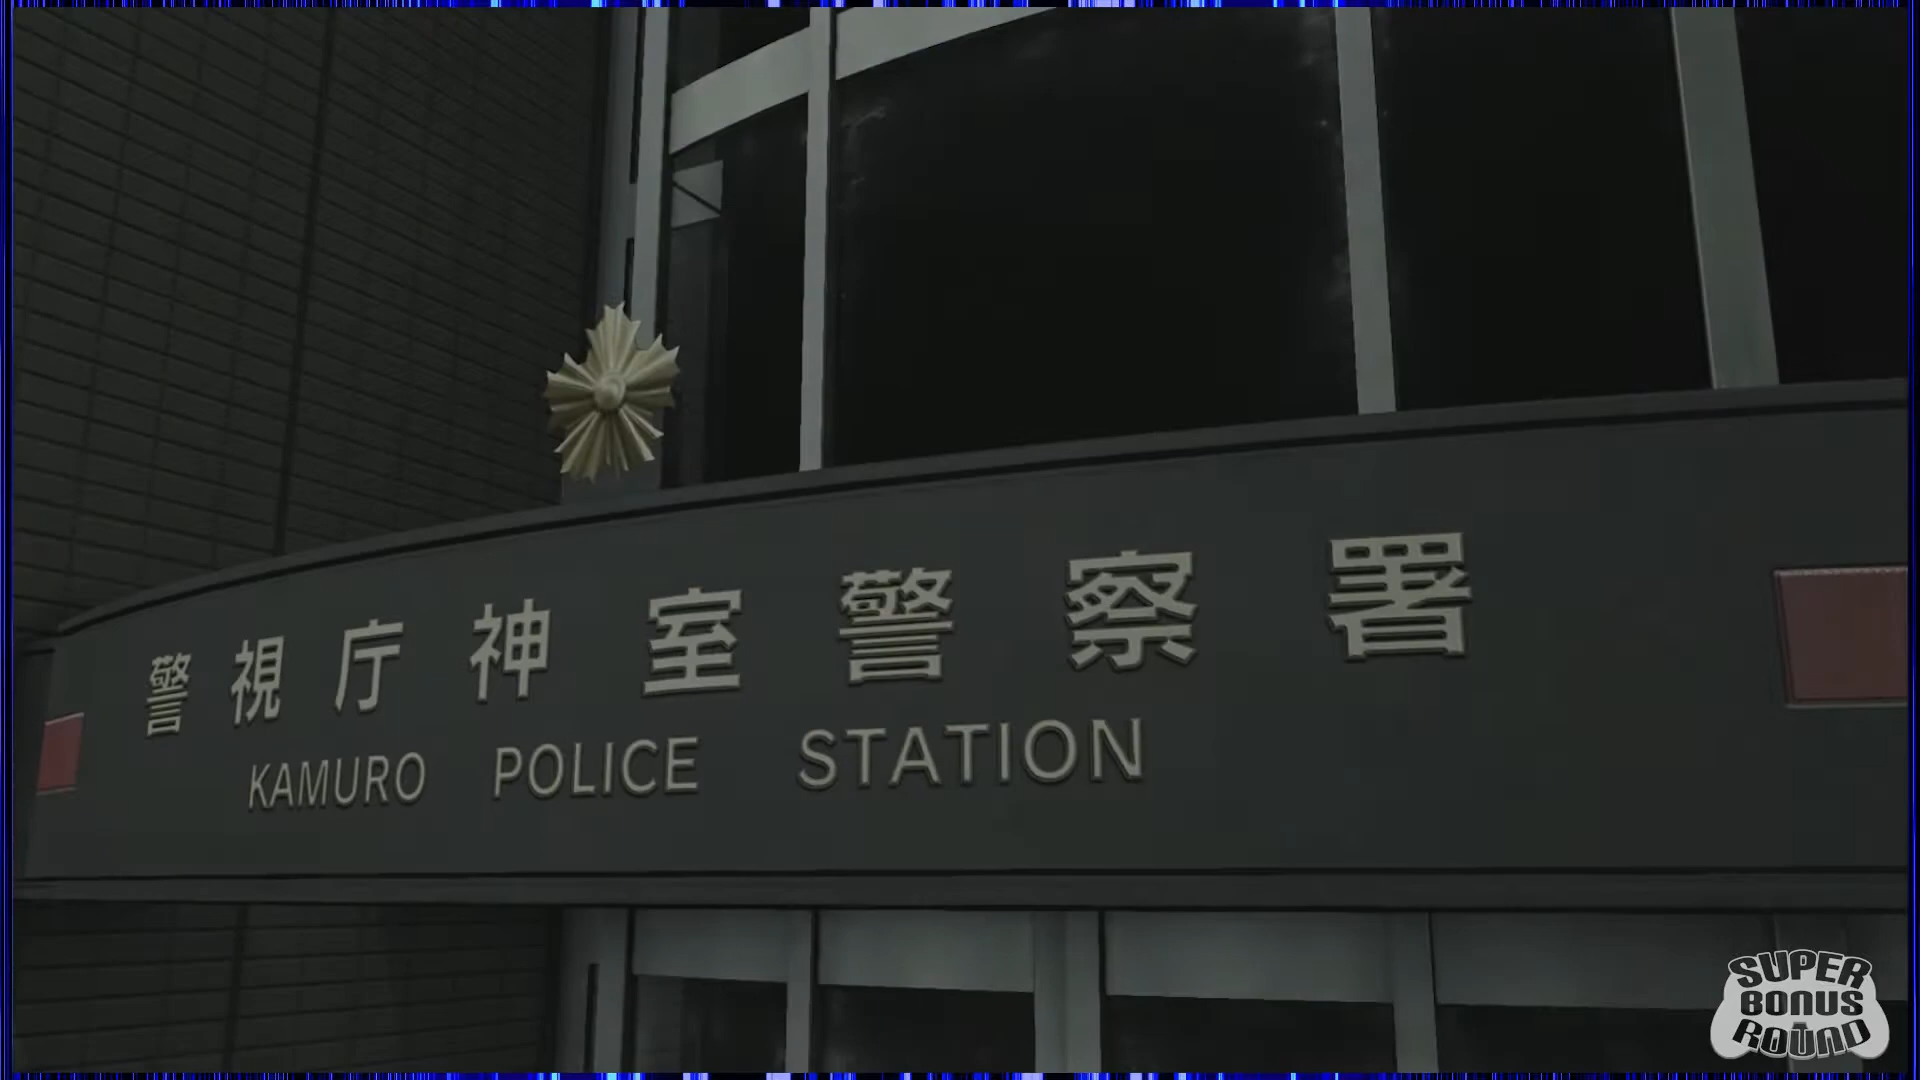 警視庁神室警察署
KAMURO POLICE STATION
SUPER
BONUS
ROUND